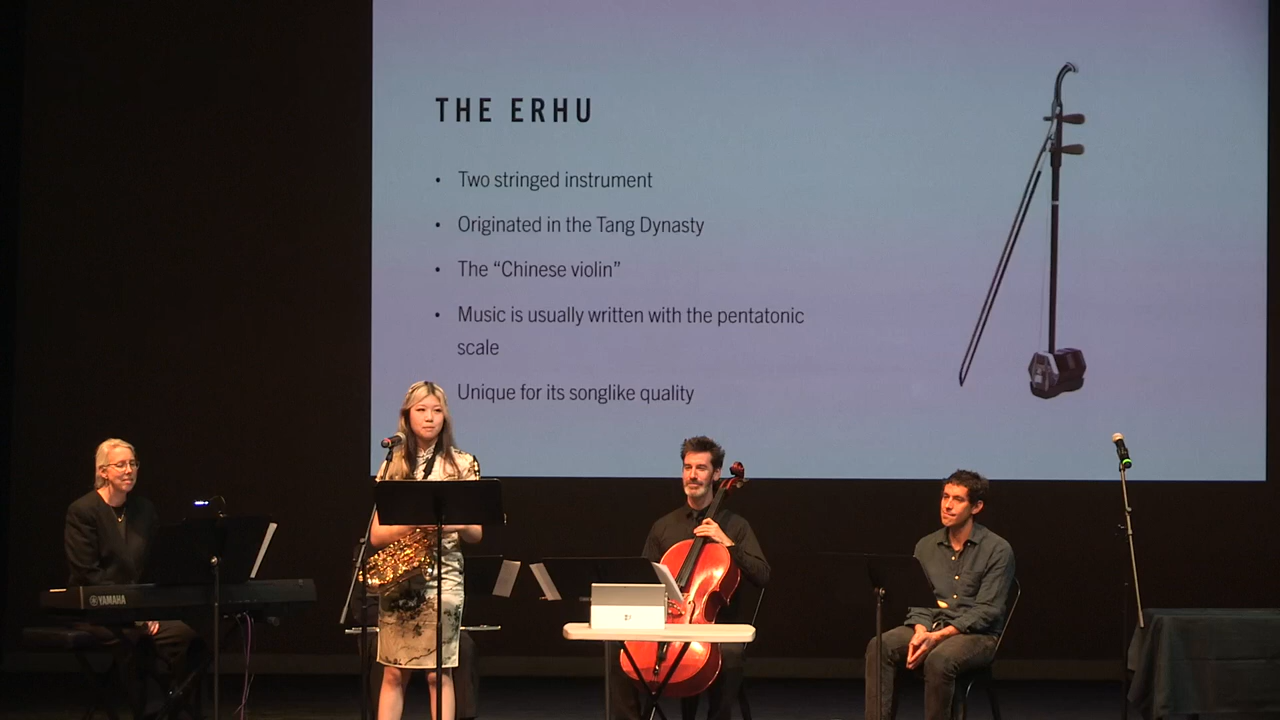 THE ERHU
• Two stringed instrument
• Originated in the Tang Dynasty
• The “Chinese violin”
• Music is usually written with the pentatonic
scale
Unique for its songlike quality
YAMAHA